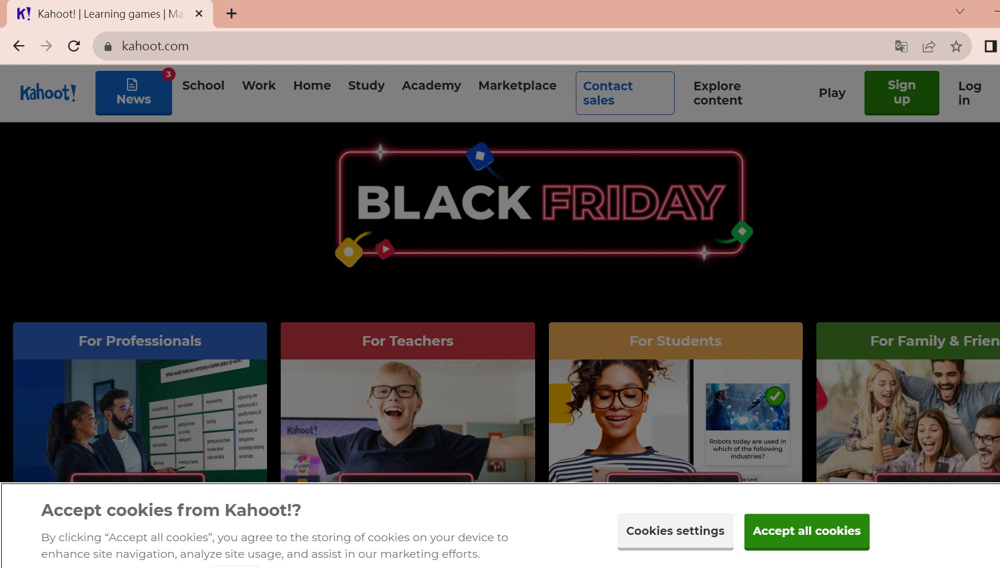 K! Kahoot! | Learning games | Ma
kahoot.com
Kahoot!
3
News
School
Work
Home
Study
Academy
Marketplace
Contact
sales
Explore
content
Play
Sign
up
Log
in
BLACK FRIDAY
For Professionals
For Teachers
For Students
For Family & Frien
What would make our company a better place to work?
social gatherings
team activities
more training
organizing one
event around a
specific theme all
teams have
in common, or
doing some
knowledge-sharing
workshops
getting together
getting to meet
our remote
colleagues!!
training
social activities
getting to purchase
courses about
tools and skills
gatherings
meeting all teams
Kahoot!
Robots today are used in
which of the following
industries?
ip Card
Accept cookies from Kahoot!?
By clicking “Accept all cookies”, you agree to the storing of cookies on your device to
enhance site navigation, analyze site usage, and assist in our marketing efforts.
Cookies settings
Accept all cookies